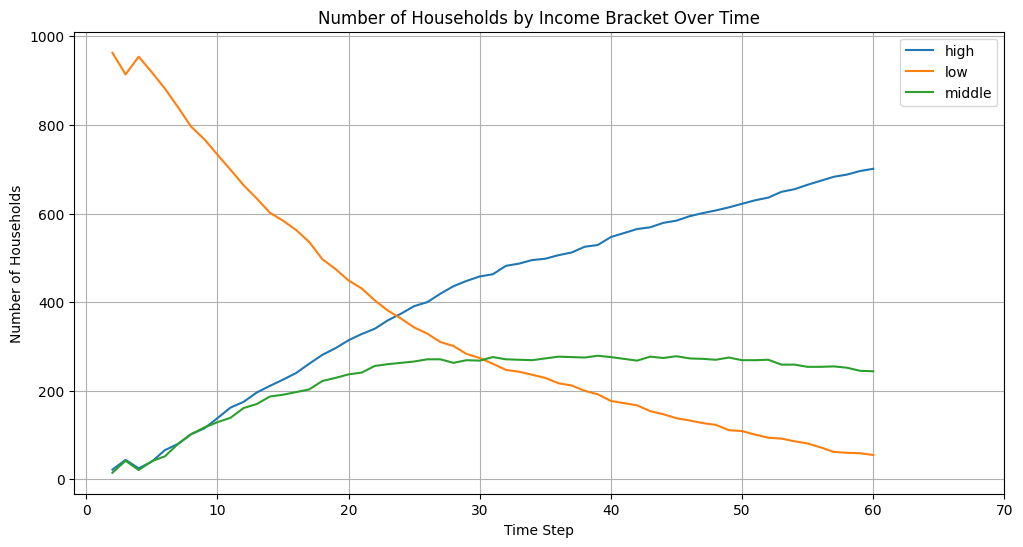 Number of Households by Income Bracket Over Time
Number of Households
1000
800
600
400
200
0
high
low
middle
0 10 20 30 40 50 60 70
Time Step